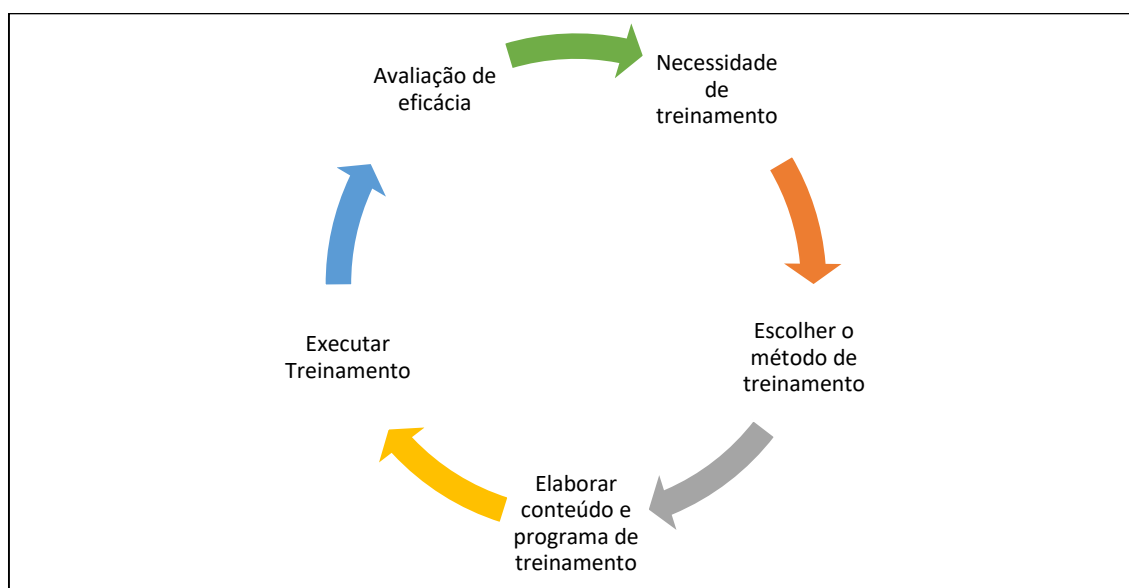 Avaliação de
eficácia
Necessidade
de
treinamento
Escolher o
método de
treinamento
Elaborar
conteúdo e
programa de
treinamento
Executar
Treinamento